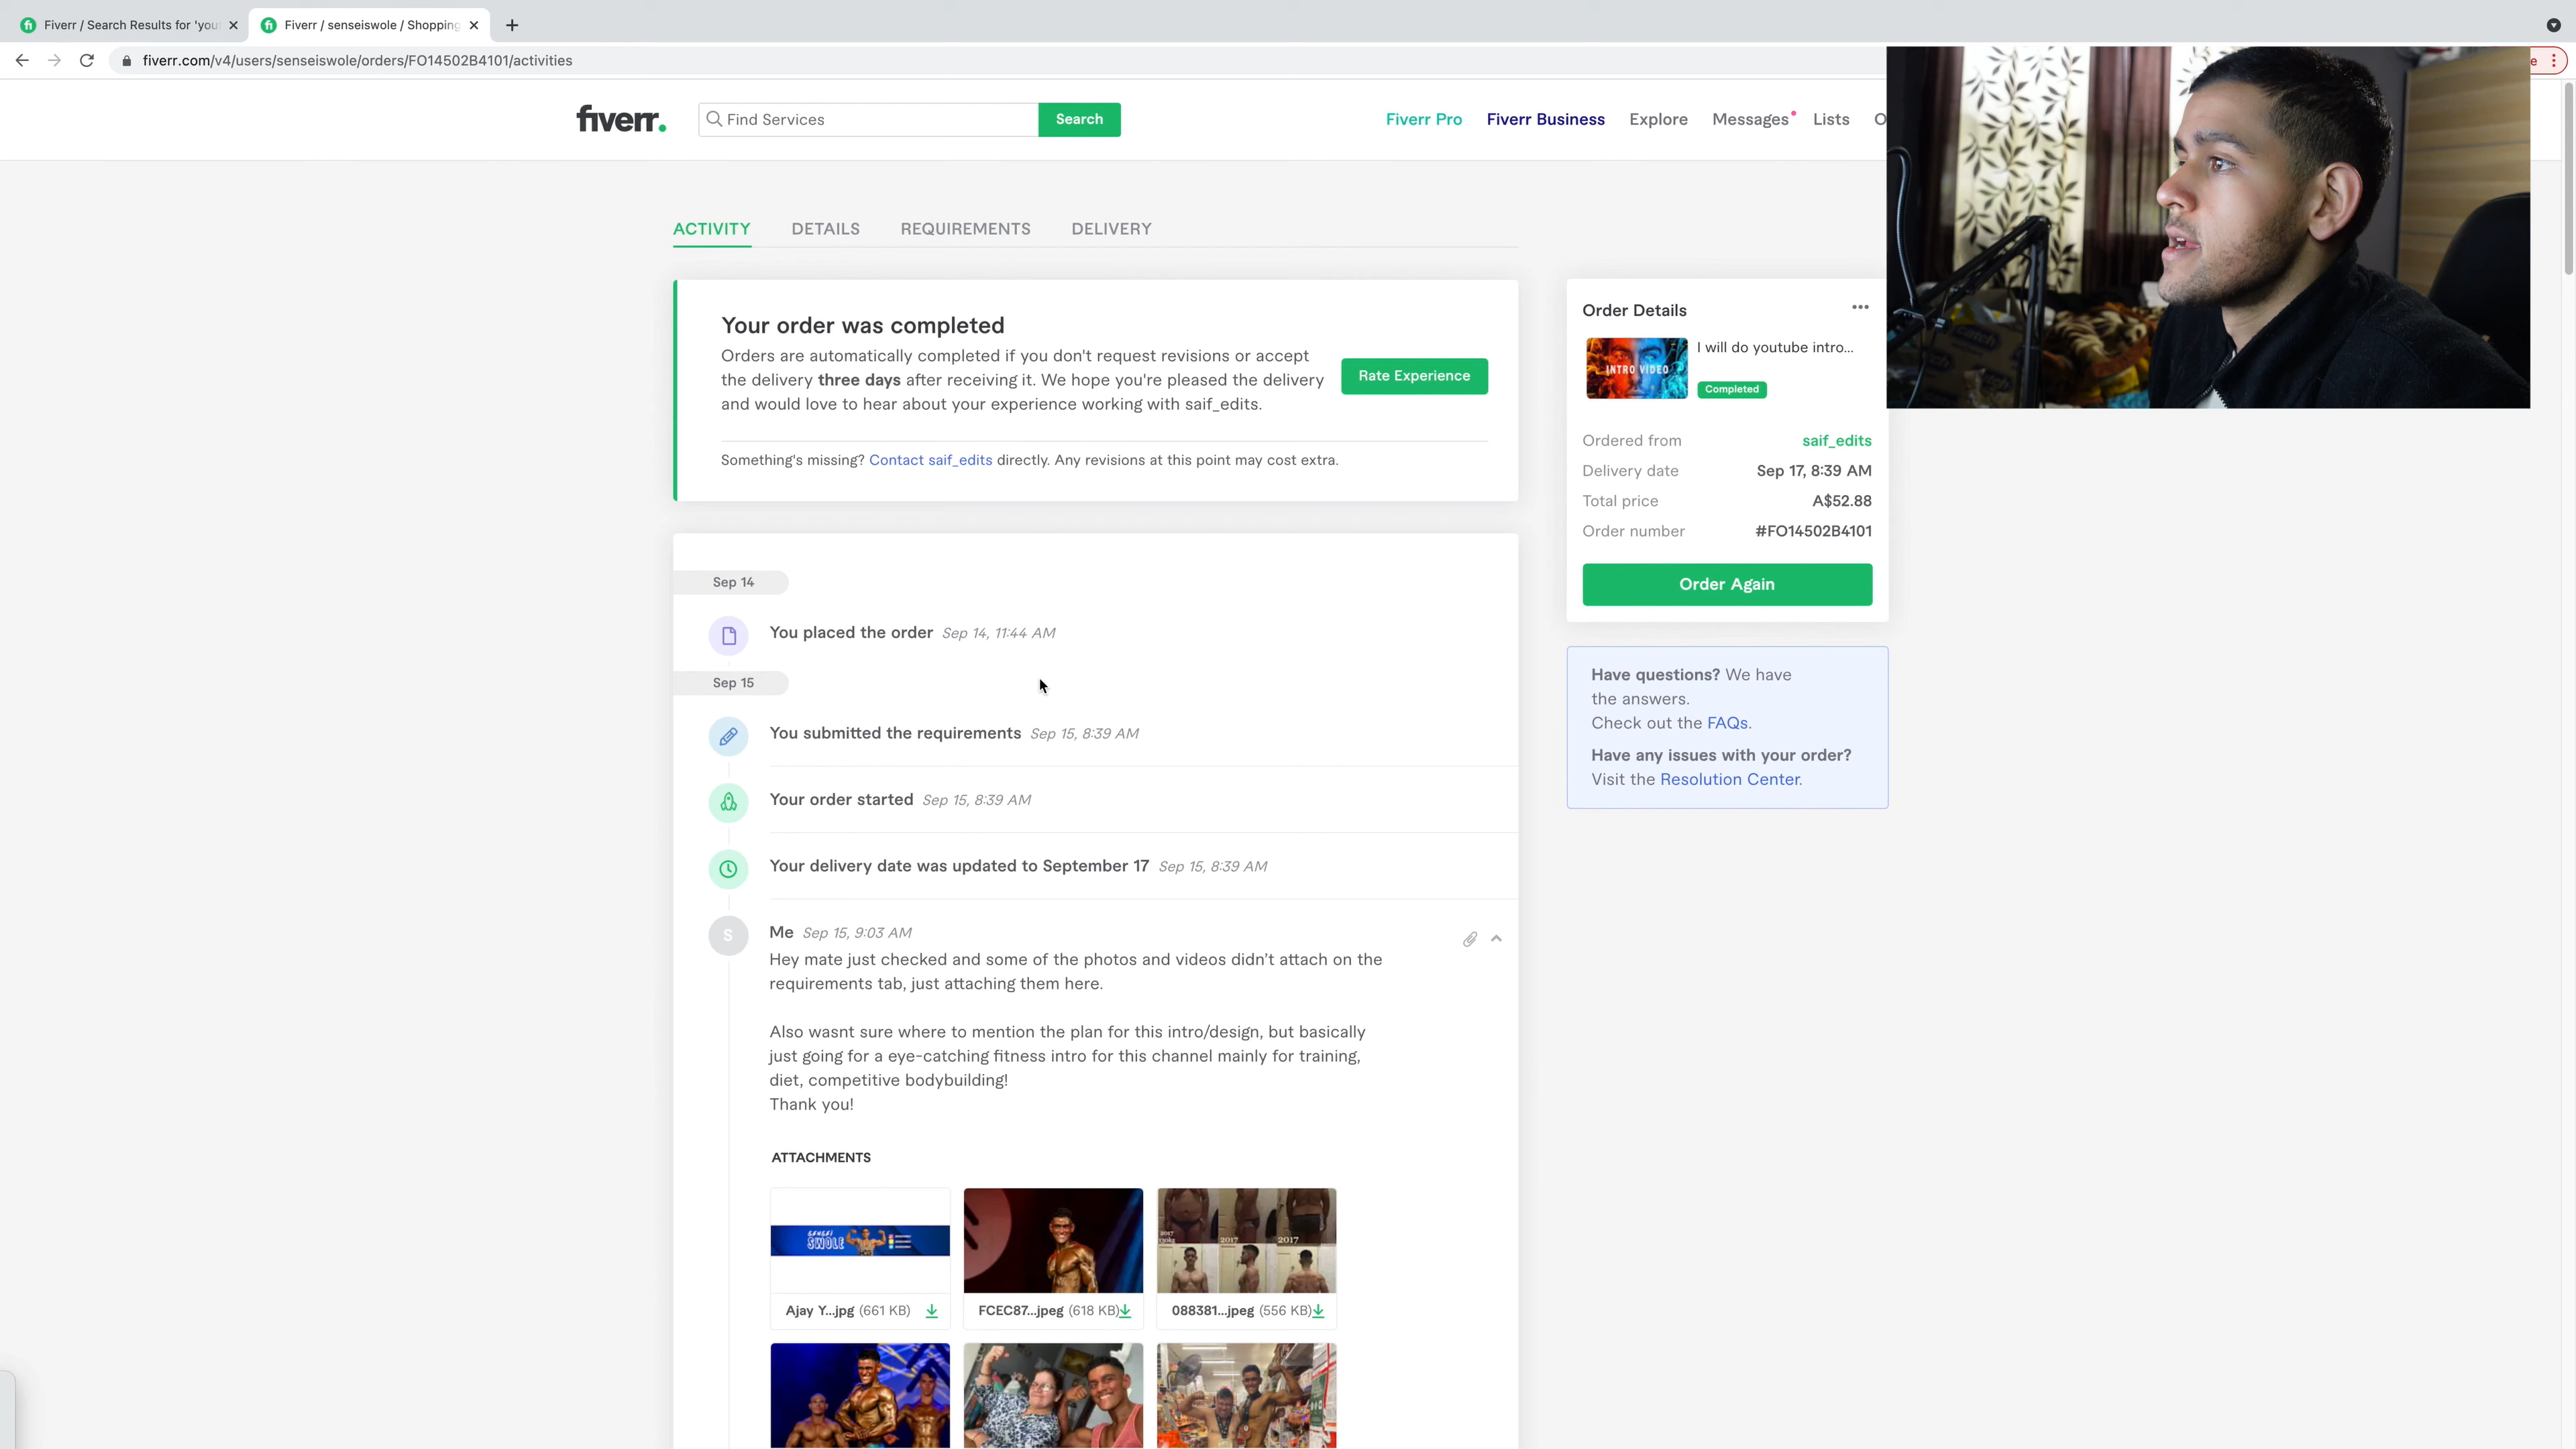 Fiverr / Search Results for 'you
Fiverr / senseiswole / Shopping
fiverr.com/v4/users/senseiswole/orders/FO14502B4101/activities
fiverr.
Find Services
Search
Fiverr Pro
Fiverr Business
Explore
Messages
Lists
ACTIVITY
DETAILS
REQUIREMENTS
DELIVERY
Your order was completed
Orders are automatically completed if you don't request revisions or accept
the delivery three days after receiving it. We hope you're pleased the delivery
and would love to hear about your experience working with saif_edits.
Rate Experience
Something's missing? Contact saif_edits directly. Any revisions at this point may cost extra.
Order Details
INTRO VIDEO
I will do youtube intro...
Completed
Ordered from saif_edits
Delivery date Sep 17, 8:39 AM
Total price A$52.88
Order number #FO14502B4101
Order Again
Have questions? We have
the answers.
Check out the FAQs.
Have any issues with your order?
Visit the Resolution Center.
Sep 14
You placed the order Sep 14, 11:44 AM
Sep 15
You submitted the requirements Sep 15, 8:39 AM
Your order started Sep 15, 8:39 AM
Your delivery date was updated to September 17 Sep 15, 8:39 AM
S
Me Sep 15, 9:03 AM
Hey mate just checked and some of the photos and videos didn't attach on the
requirements tab, just attaching them here.
Also wasnt sure where to mention the plan for this intro/design, but basically
just going for a eye-catching fitness intro for this channel mainly for training,
diet, competitive bodybuilding!
Thank you!
ATTACHMENTS
SENSEI
SWOLE
2017
2017
2017
Ajay Y...jpg (661 KB)
FCEC87...jpeg (618 KB)
088381...jpeg (556 KB)